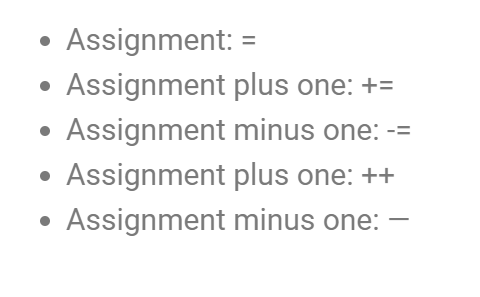 • Assignment: =
• Assignment plus one: +=
• Assignment minus one: -=
• Assignment plus one: ++
• Assignment minus one: —